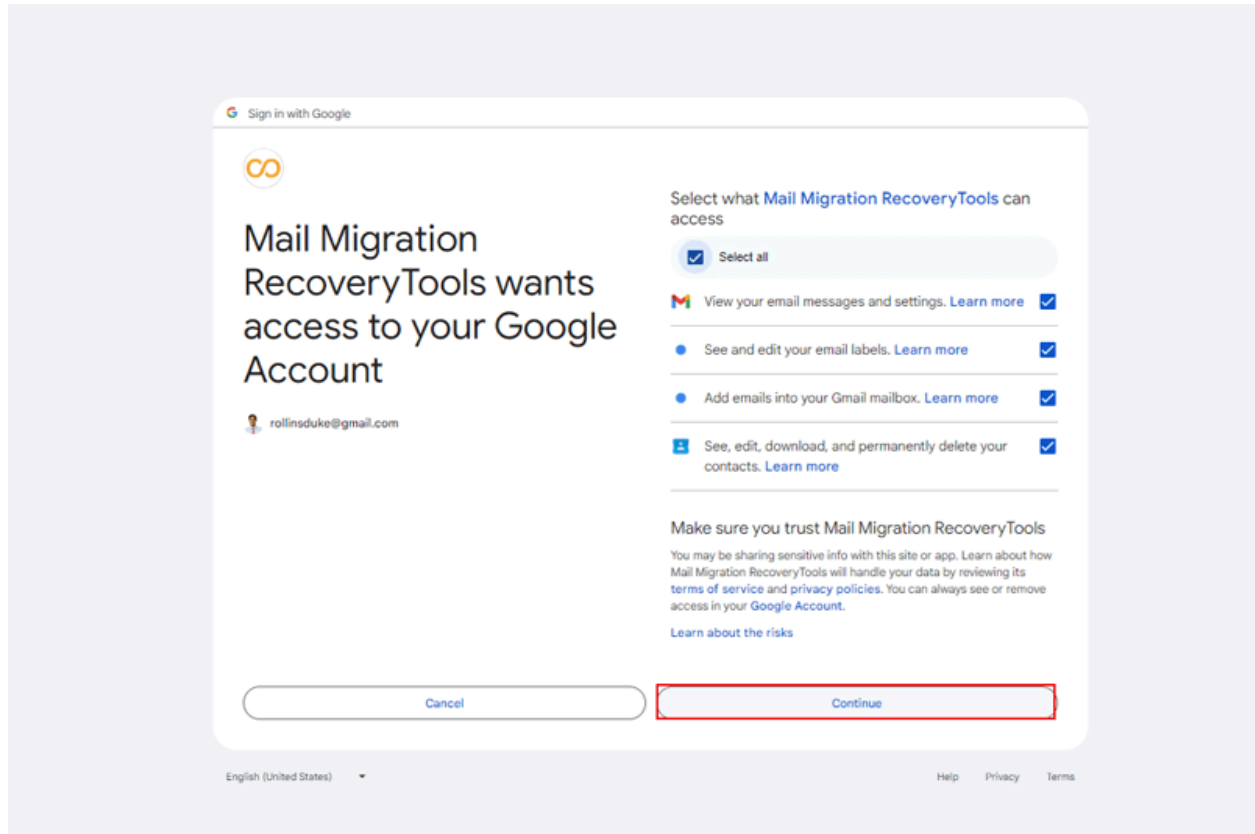 Sign in with Google
Mail Migration
RecoveryTools wants
access to your Google
Account
rollinsduke@gmail.com
Select what Mail Migration RecoveryTools can
access
Select all
View your email messages and settings. Learn more
See and edit your email labels. Learn more
Add emails into your Gmail mailbox. Learn more
See, edit, download, and permanently delete your
contacts. Learn more
Make sure you trust Mail Migration RecoveryTools
You may be sharing sensitive info with this site or app. Learn about how
Mail Migration RecoveryTools will handle your data by reviewing its
terms of service and privacy policies. You can always see or remove
access in your Google Account.
Learn about the risks
Cancel
Continue
English (United States)
Help Privacy Terms